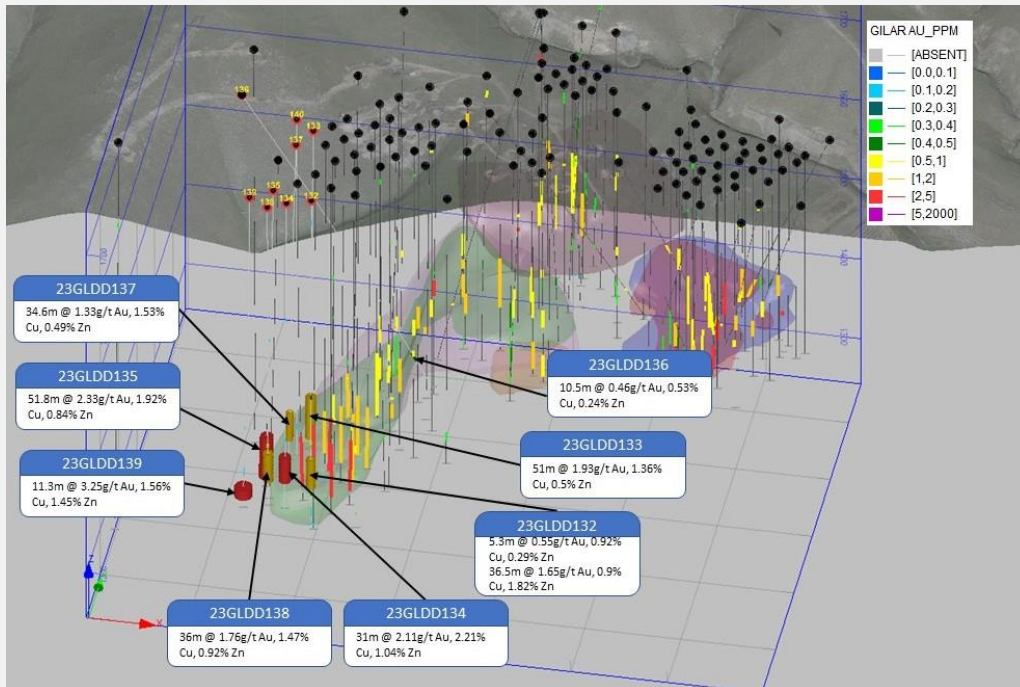 GILAR AU_PPM
[ABSENT]
[0.0,0.1]
[0.1,0.2]
[0.2,0.3]
[0.3,0.4]
[0.4,0.5]
[0.5,1]
[1,2]
[2,5]
[5,2000]
136
140
133
137
135
139
134
132
1700
1400
1300
23GLDD137
34.6m @ 1.33g/t Au, 1.53%
Cu, 0.49% Zn
23GLDD135
51.8m @ 2.33g/t Au, 1.92%
Cu, 0.84% Zn
23GLDD139
11.3m @ 3.25g/t Au, 1.56%
Cu, 1.45% Zn
23GLDD136
10.5m @ 0.46g/t Au, 0.53%
Cu, 0.24% Zn
23GLDD133
51m @ 1.93g/t Au, 1.36%
Cu, 0.5% Zn
23GLDD132
5.3m @ 0.55g/t Au, 0.92%
Cu, 0.29% Zn
36.5m @ 1.65g/t Au, 0.9%
Cu, 1.82% Zn
23GLDD138
36m @ 1.76g/t Au, 1.47%
Cu, 0.92% Zn
23GLDD134
31m @ 2.11g/t Au, 2.21%
Cu, 1.04% Zn
Z
X